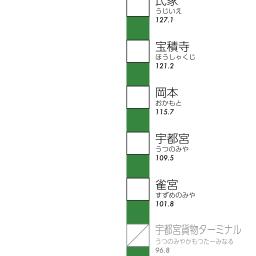 氏家
うじいえ
127.1
宝積寺
ほうしゃくじ
121.2
岡本
おかもと
115.7
宇都宮
うつのみや
109.5
雀宮
すずめのみや
101.8
宇都宮貨物ターミナル
うつのみやかもつたーみなる
96.8